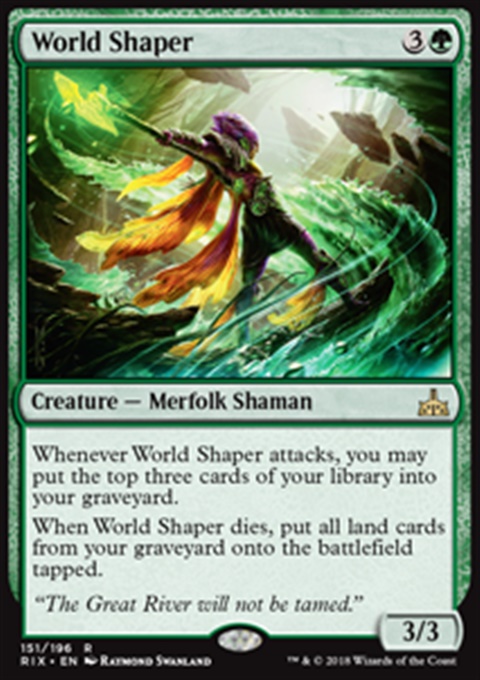 World Shaper
3
Creature — Merfolk Shaman
Whenever World Shaper attacks, you may
put the top three cards of your library into
your graveyard.
When World Shaper dies, put all land cards
from your graveyard onto the battlefield
tapped.
“The Great River will not be tamed.”
3/3
151/196 R
RIX • EN Raymond Swanland
™ & © 2018 Wizards of the Coast